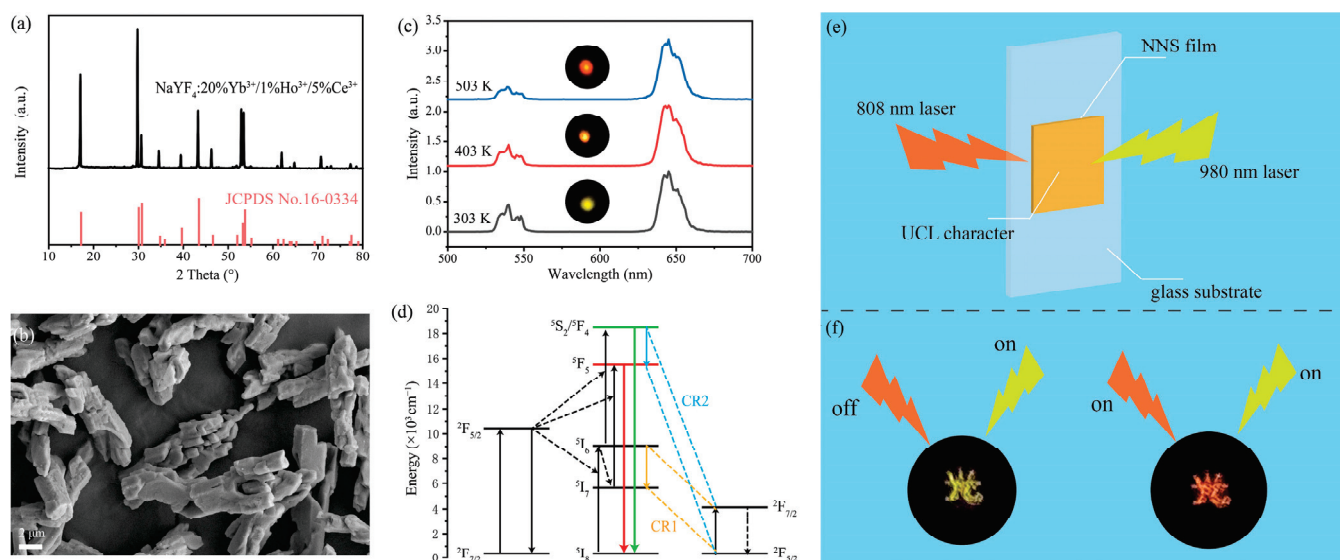 (a)
Intensity (a.u.)
NaYF₄:20%Yb³⁺/1%Ho³⁺/5%Ce³⁺
JCPDS No.16-0334
10 20 30 40 50 60 70 80
2 Theta (°)
(b)
2 μm
(c)
Intensity (a.u.)
3.5
3.0
2.5
2.0
1.5
1.0
0.5
0.0
503 K
403 K
303 K
500 550 600 650 700
Wavelength (nm)
(d)
Energy (×10³ cm⁻¹)
20
18
16
14
12
10
8
6
4
2
0
⁵S₂/⁵F₄
⁵F₅
²F₅/₂
⁵I₆
⁵I₇
⁵I₈
²F₇/₂
CR2
CR1
²F₇/₂
²F₅/₂
(e)
NNS film
808 nm laser
980 nm laser
UCL character
glass substrate
(f)
off
on
on
on
光
光